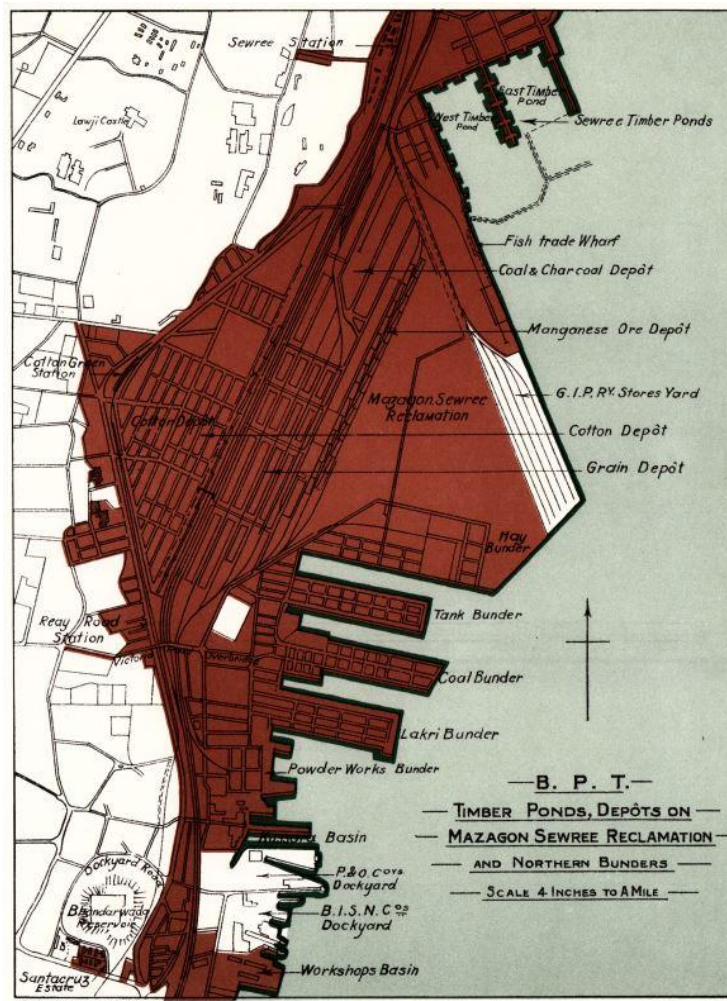 Sewree Station
Lawji Castle
East Timber
Pond
West Timber
Pond
Sewree Timber Ponds
Fish trade Wharf
Coal & Charcoal Depôt
Manganese Ore Depôt
Cotton Green
Station
Mazagon Sewree
Reclamation
G.I.P. Ry. Stores Yard
Cotton Depôt
Cotton Depôt
Grain Depôt
Hay
Bunder
Tank Bunder
Reay Road
Station
Victoria Overbridge
Coal Bunder
Lakri Bunder
Powder Works Bunder
B. P. T.
TIMBER PONDS, DEPÔTS ON
MAZAGON SEWREE RECLAMATION
AND NORTHERN BUNDERS
SCALE 4 INCHES TO A MILE
Basin
Dockyard Road
P.& O. Coys.
Dockyard
Bhandarwada
Reservoir
B.I.S.N. Cos
Dockyard
Workshops Basin
Santacruz
Estate